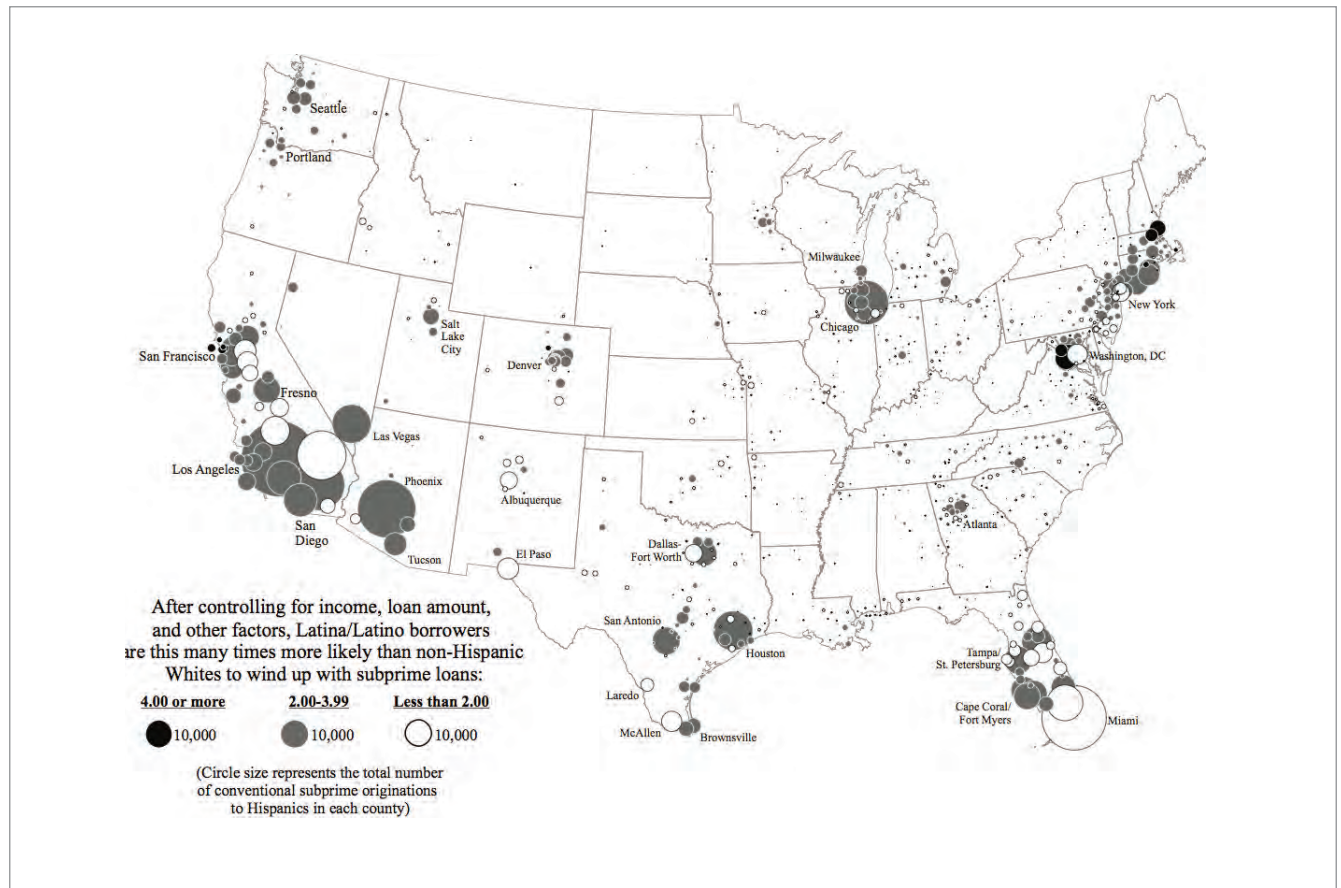 Seattle
Portland
Milwaukee
Chicago
New York
Washington, DC
San Francisco
Salt
Lake
City
Denver
Fresno
Las Vegas
Los Angeles
Phoenix
Albuquerque
San
Diego
Tucson
El Paso
Dallas-
Fort Worth
Atlanta
San Antonio
Houston
Tampa/
St. Petersburg
Laredo
Cape Coral/
Fort Myers
Miami
McAllen
Brownsville
After controlling for income, loan amount,
and other factors, Latina/Latino borrowers
re this many times more likely than non-Hispanic
Whites to wind up with subprime loans:
4.00 or more 2.00-3.99 Less than 2.00
10,000 10,000 10,000
(Circle size represents the total number
of conventional subprime originations
to Hispanics in each county)